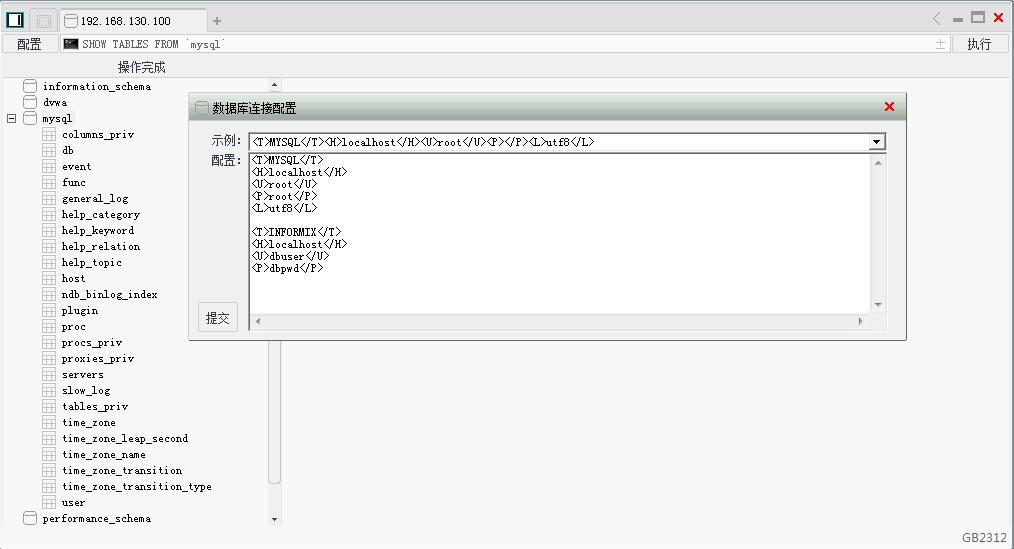 192.168.130.100
配置 SHOW TABLES FROM `mysql` 执行
操作完成
information_schema
dvwa
mysql
columns_priv
db
event
func
general_log
help_category
help_keyword
help_relation
help_topic
host
ndb_binlog_index
plugin
proc
procs_priv
proxies_priv
servers
slow_log
tables_priv
time_zone
time_zone_leap_second
time_zone_name
time_zone_transition
time_zone_transition_type
user
performance_schema
数据库连接配置
示例: <T>MYSQL</T><H>localhost</H><U>root</U><P></P><L>utf8</L>
配置: <T>MYSQL</T>
<H>localhost</H>
<U>root</U>
<P>root</P>
<L>utf8</L>
<T>INFORMIX</T>
<H>localhost</H>
<U>dbuser</U>
<P>dbpwd</P>
提交
GB2312